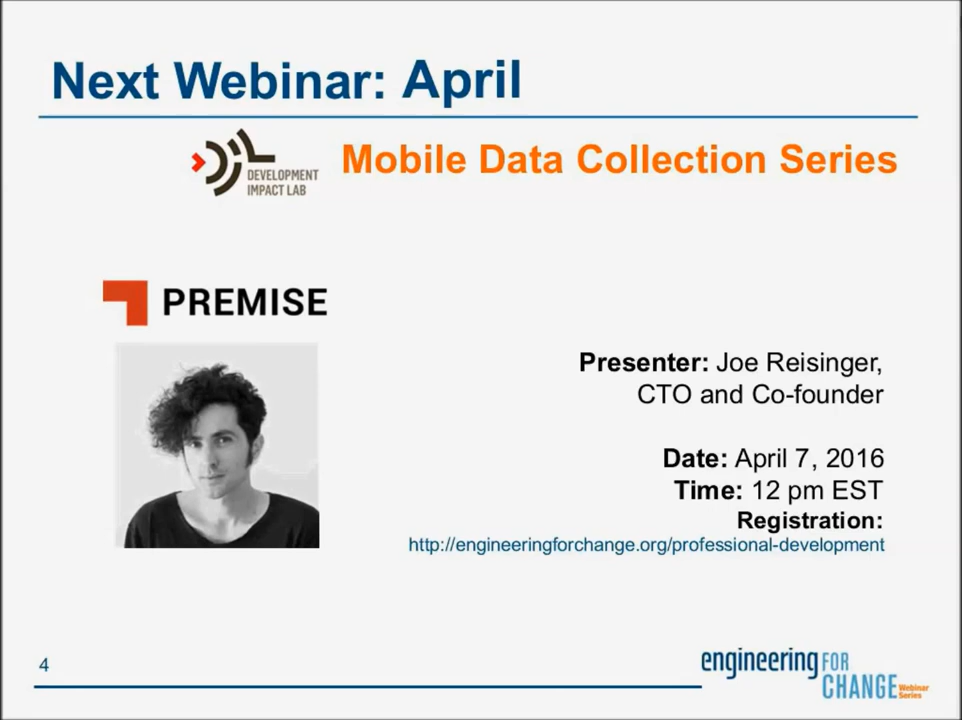 Next Webinar: April
DEVELOPMENT
IMPACT LAB
Mobile Data Collection Series
PREMISE
Presenter: Joe Reisinger,
CTO and Co-founder
Date: April 7, 2016
Time: 12 pm EST
Registration:
http://engineeringforchange.org/professional-development
4
engineering FOR
CHANGE Webinar
Series